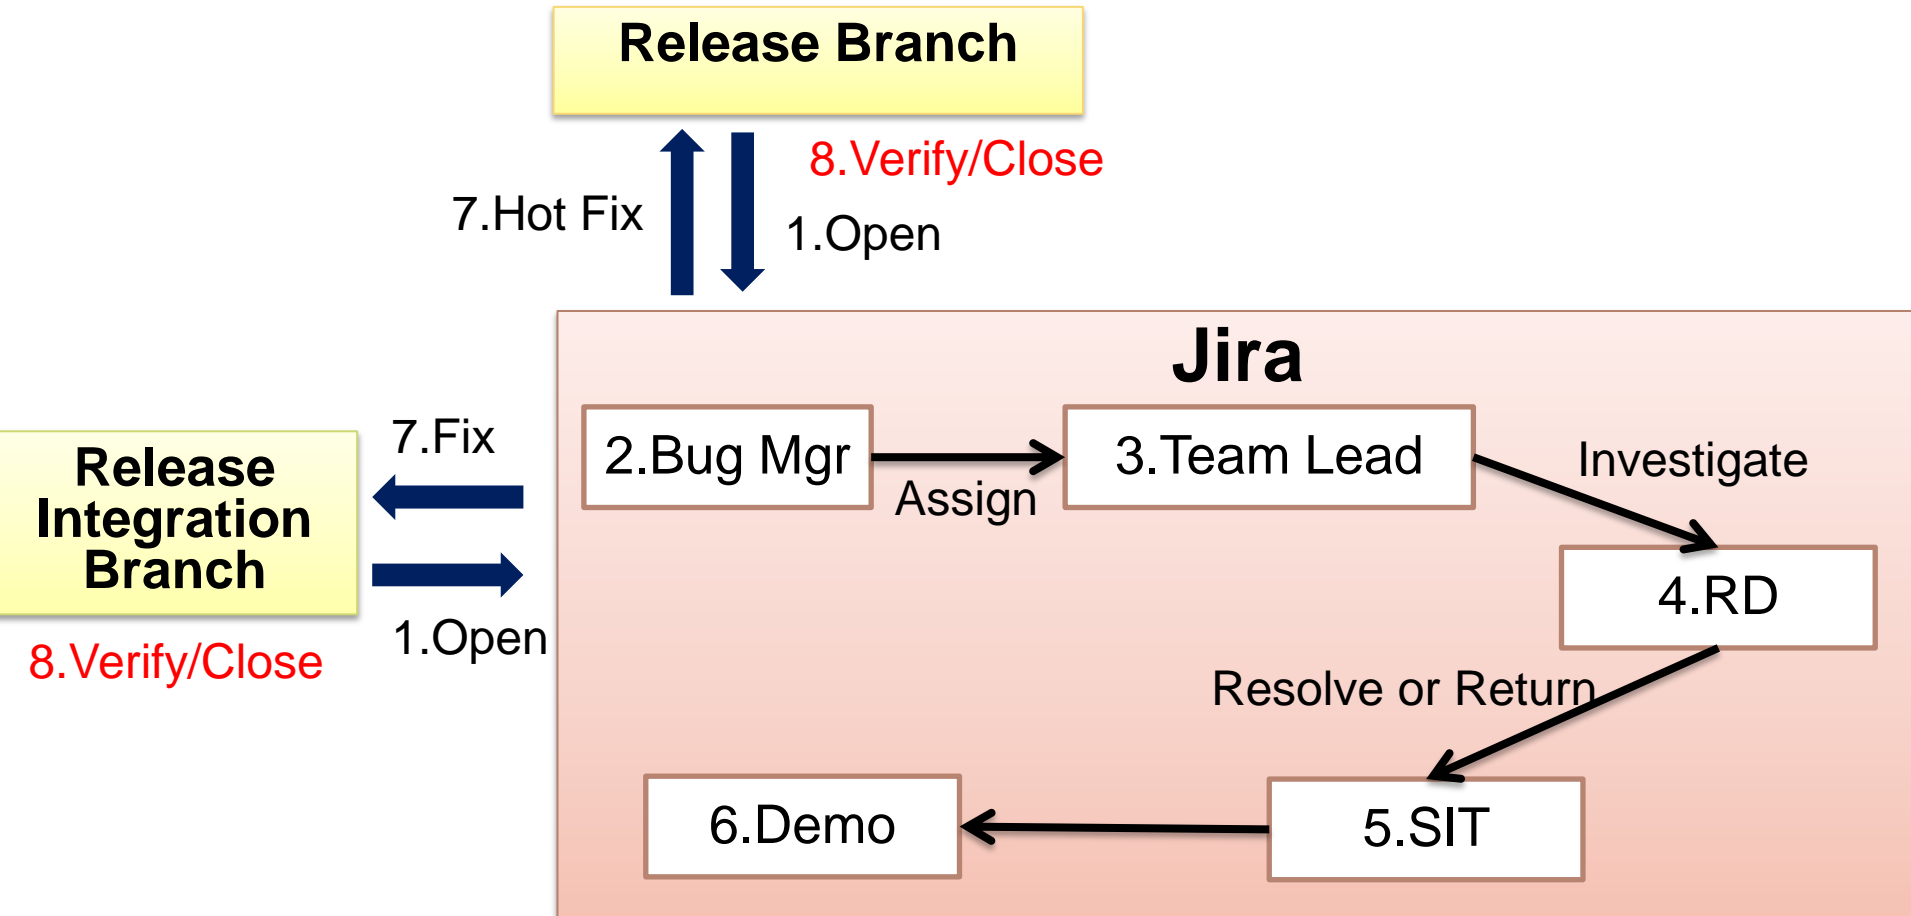 Release Branch
8.Verify/Close
7.Hot Fix
1.Open
Jira
7.Fix
Release
Integration
Branch
1.Open
8.Verify/Close
2.Bug Mgr
Assign
3.Team Lead
Investigate
4.RD
Resolve or Return
5.SIT
6.Demo